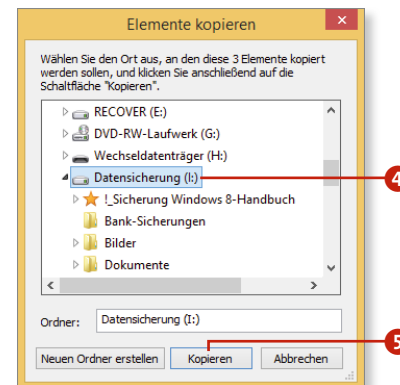 Elemente kopieren
Wählen Sie den Ort aus, an den diese 3 Elemente kopiert
werden sollen, und klicken Sie anschließend auf die
Schaltfläche "Kopieren".
RECOVER (E:)
DVD-RW-Laufwerk (G:)
Wechseldatenträger (H:)
Datensicherung (I:)
4
!_Sicherung Windows 8-Handbuch
Bank-Sicherungen
Bilder
Dokumente
Ordner: Datensicherung (I:)
5
Neuen Ordner erstellen Kopieren Abbrechen